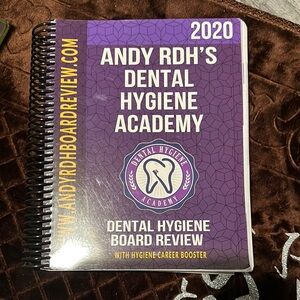 2020
ANDY RDH'S
DENTAL
HYGIENE
ACADEMY
DENTAL HYGIENE
ACADEMY
DENTAL HYGIENE
BOARD REVIEW
WITH HYGIENE CAREER BOOSTER
WWW.ANDYRDHBOARDREVIEW.COM